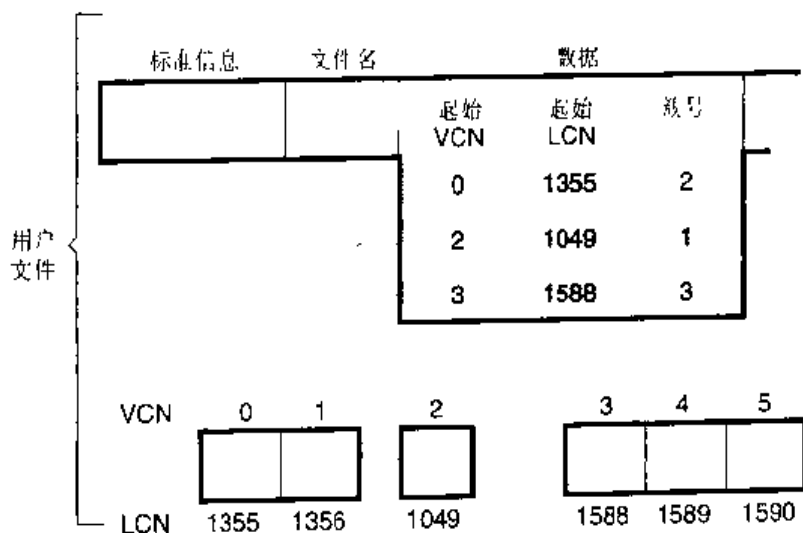 标准信息 文件名 数据
起始 起始 族号
VCN LCN
0 1355 2
2 1049 1
3 1588 3
用户
文件
VCN 0 1 2 3 4 5
LCN 1355 1356 1049 1588 1589 1590